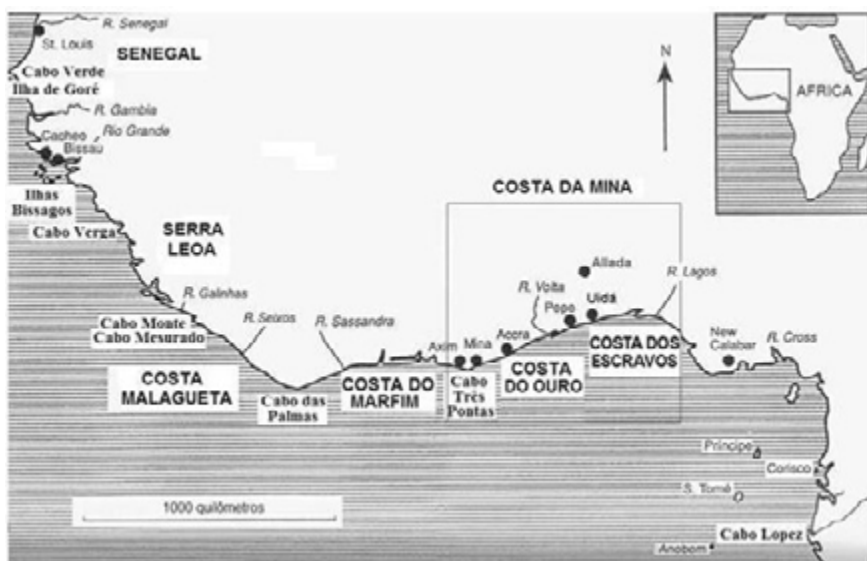 R. Senegal
St. Louis
SENEGAL
Cabo Verde
Ilha de Goré
R. Gambia
Rio Grande
Cacheo
Bissau
Ilhas
Bissagos
Cabo Verga
SERRA
LEOA
R. Galinhas
Cabo Monte
Cabo Mesurado
R. Seixos
R. Sassandra
COSTA
MALAGUETA
Cabo das
Palmas
COSTA DO
MARFIM
N
AFRICA
COSTA DA MINA
Allada
R. Lagos
R. Volta
Popo
Uidá
Axim
Mina
Accra
Cabo
Três
Pontas
COSTA
DO OURO
COSTA DOS
ESCRAVOS
New
Calabar
R. Cross
Príncipe
Corisco
S. Tomé
Cabo Lopez
Anobom
1000 quilômetros